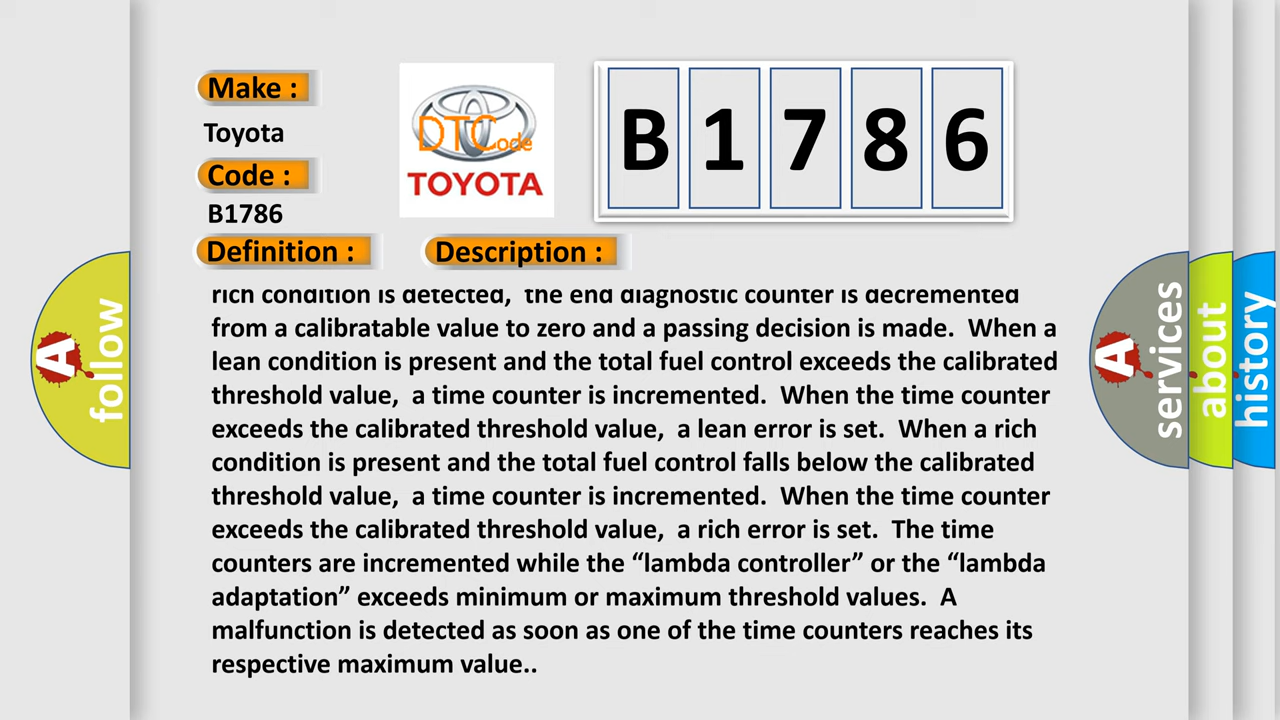 Make :
Toyota
Code :
B1786
DTCode
TOYOTA
B1786
Definition :
Description :
rich condition is detected, the end diagnostic counter is decremented
from a calibratable value to zero and a passing decision is made. When a
lean condition is present and the total fuel control exceeds the calibrated
threshold value, a time counter is incremented. When the time counter
exceeds the calibrated threshold value, a lean error is set. When a rich
condition is present and the total fuel control falls below the calibrated
threshold value, a time counter is incremented. When the time counter
exceeds the calibrated threshold value, a rich error is set. The time
counters are incremented while the “lambda controller” or the “lambda
adaptation” exceeds minimum or maximum threshold values. A
malfunction is detected as soon as one of the time counters reaches its
respective maximum value..
A
follow
A
services
about
history